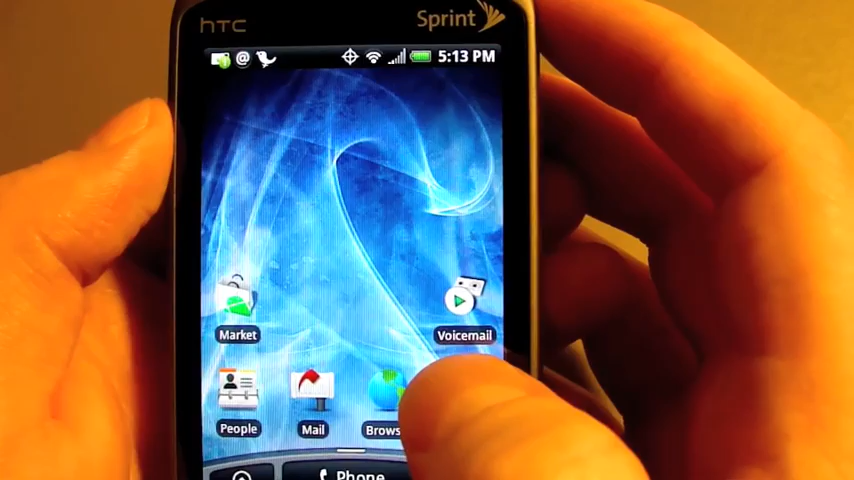 hTC
Sprint
@
5:13 PM
Market
Voicemail
People
Mail
Brows
Phone